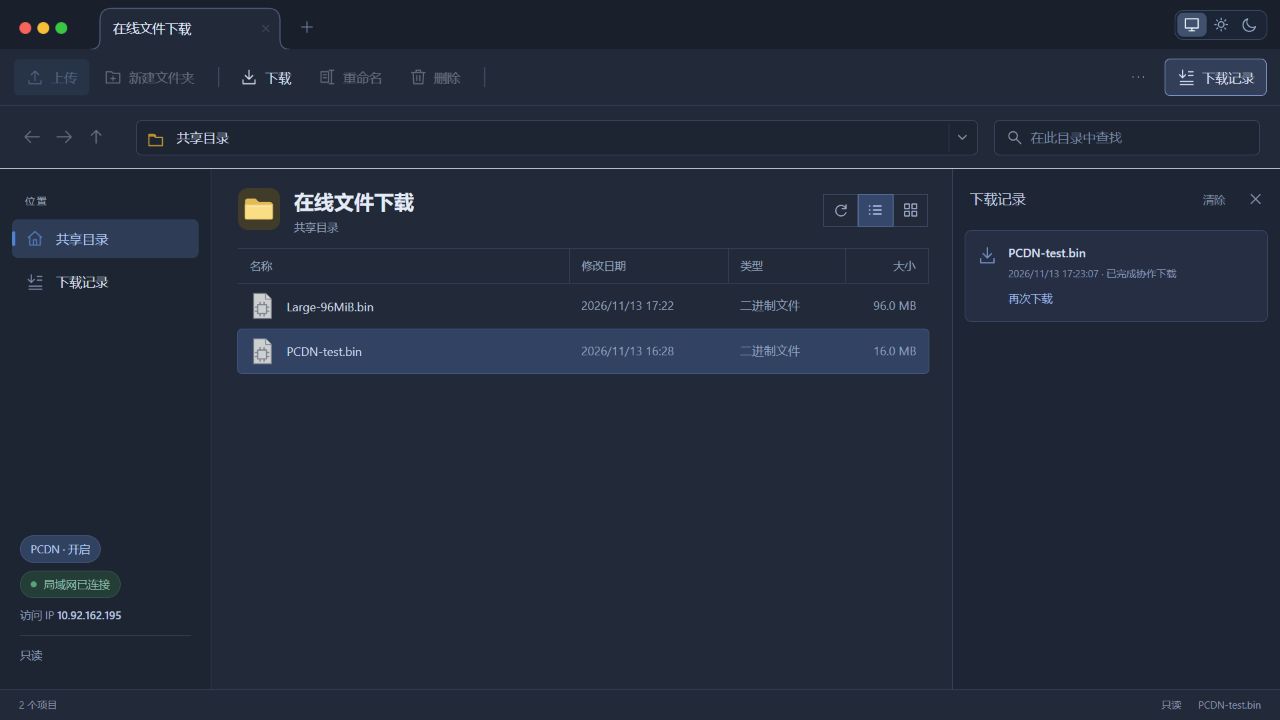 在线文件下载
上传
新建文件夹
下载
重命名
删除
下载记录
共享目录
在此目录中查找
位置
共享目录
下载记录
PCDN · 开启
局域网已连接
访问 IP 10.92.162.195
只读
在线文件下载
共享目录
名称 修改日期 类型 大小
Large-96MiB.bin 2026/11/13 17:22 二进制文件 96.0 MB
PCDN-test.bin 2026/11/13 16:28 二进制文件 16.0 MB
下载记录 清除
PCDN-test.bin
2026/11/13 17:23:07 · 已完成协作下载
再次下载
2 个项目
只读 PCDN-test.bin